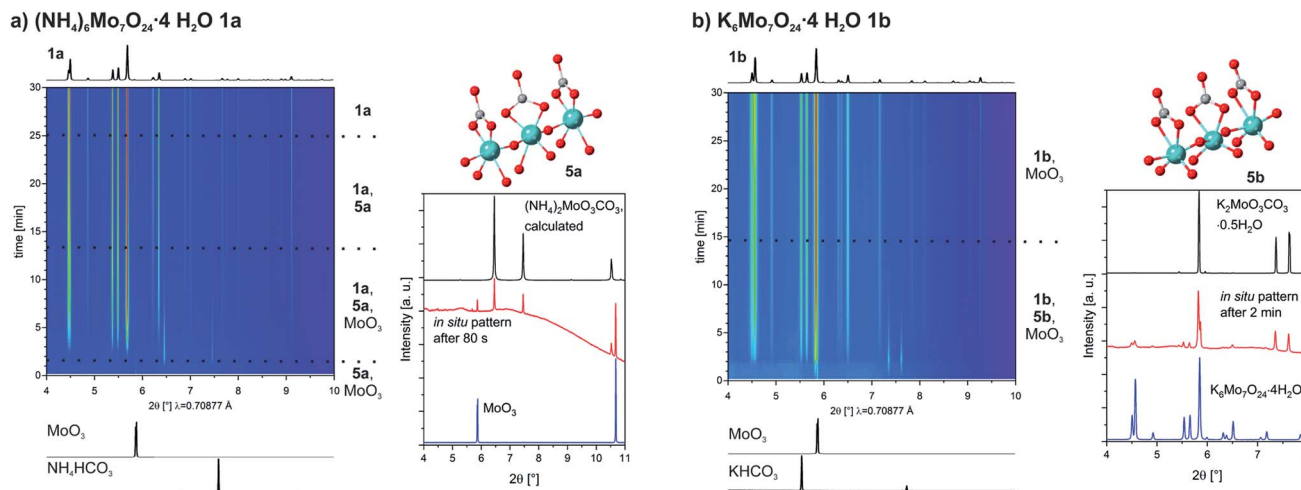 a) (NH₄)₆Mo₇O₂₄·4 H₂O 1a
1a
30
25
20
15
10
5
0
time [min]
4 5 6 7 8 9 10
2θ [°] λ=0.70877 Å
1a
1a,
5a
1a,
5a,
MoO₃
5a,
MoO₃
MoO₃
NH₄HCO₃
5a
(NH₄)₂MoO₃CO₃,
calculated
in situ pattern
after 80 s
MoO₃
Intensity [a. u.]
4 5 6 7 8 9 10 11
2θ [°]
b) K₆Mo₇O₂₄·4 H₂O 1b
1b
30
25
20
15
10
5
0
time [min]
4 5 6 7 8 9 10
2θ [°] λ=0.70877 Å
1b,
MoO₃
1b,
5b,
MoO₃
MoO₃
KHCO₃
5b
K₂MoO₃CO₃
·0.5H₂O
in situ pattern
after 2 min
K₆Mo₇O₂₄·4H₂O
Intensity [a. u.]
4 5 6 7
2θ [°]